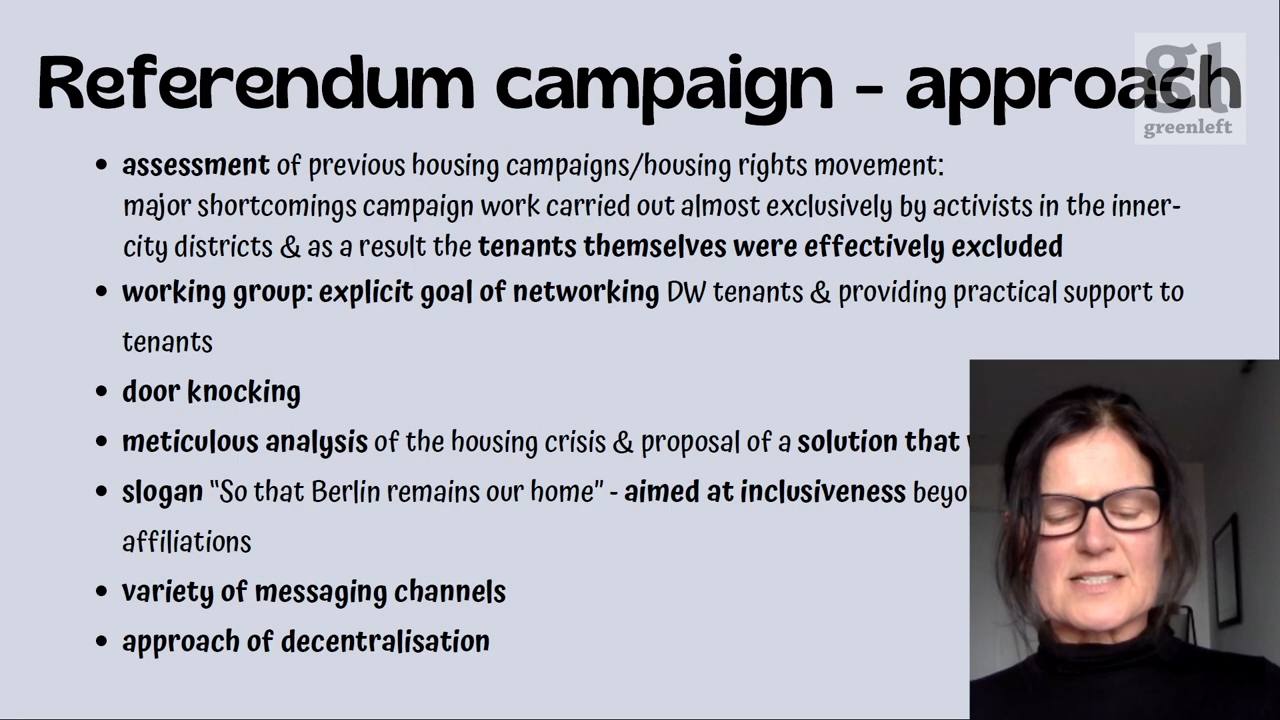 Referendum campaign - approach
gl
greenleft
• assessment of previous housing campaigns/housing rights movement:
major shortcomings campaign work carried out almost exclusively by activists in the inner-
city districts & as a result the tenants themselves were effectively excluded
• working group: explicit goal of networking DW tenants & providing practical support to
tenants
• door knocking
• meticulous analysis of the housing crisis & proposal of a solution that
• slogan "So that Berlin remains our home" - aimed at inclusiveness
affiliations
• variety of messaging channels
• approach of decentralisation